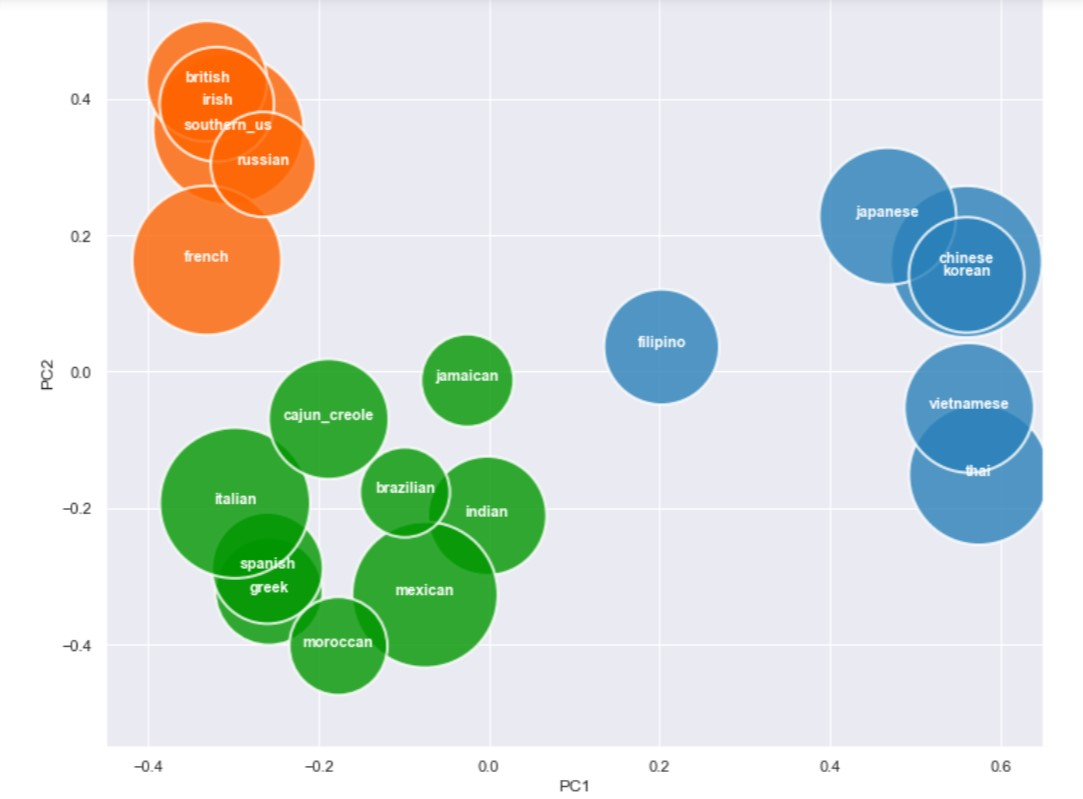 british
0.4
irish
southern_us
russian
japanese
0.2
french
chinese
korean
filipino
PC2
0.0
jamaican
vietnamese
cajun_creole
thai
brazilian
italian
−0.2
indian
spanish
greek
mexican
moroccan
−0.4
−0.4
−0.2
0.0
0.2
0.4
0.6
PC1